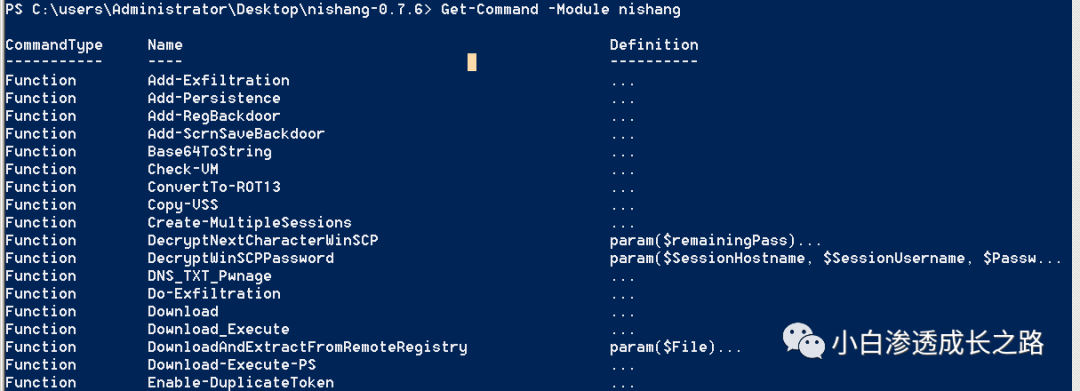 PS C:\users\Administrator\Desktop\nishang-0.7.6> Get-Command -Module nishang
CommandType Name Definition
----------- ---- ----------
Function Add-Exfiltration ...
Function Add-Persistence ...
Function Add-RegBackdoor ...
Function Add-ScrnSaveBackdoor ...
Function Base64ToString ...
Function Check-VM ...
Function ConvertTo-ROT13 ...
Function Copy-VSS ...
Function Create-MultipleSessions ...
Function DecryptNextCharacterWinSCP param($remainingPass)...
Function DecryptWinSCPPassword param($SessionHostname, $SessionUsername, $Passw...
Function DNS_TXT_Pwnage ...
Function Do-Exfiltration ...
Function Download ...
Function Download_Execute ...
Function DownloadAndExtractFromRemoteRegistry param($File)...
Function Download-Execute-PS ...
Function Enable-DuplicateToken ...
小白渗透成长之路